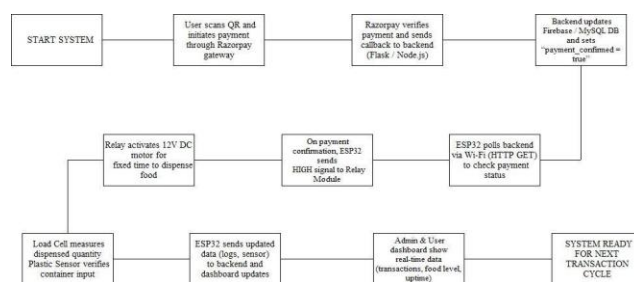 START SYSTEM
User scans QR and
initiates payment
through Razorpay
gateway
Razorpay verifies
payment and sends
callback to backend
(Flask / Node.js)
Backend updates
Firebase / MySQL DB
and sets
"payment_confirmed =
true"
Relay activates 12V DC
motor for
fixed time to dispense
food
On payment
confirmation, ESP32
sends
HIGH signal to Relay
Module
ESP32 polls backend
via Wi-Fi (HTTP GET)
to check payment
status
Load Cell measures
dispensed quantity
Plastic Sensor verifies
container input
ESP32 sends updated
data (logs, sensor)
to backend and
dashboard updates
Admin & User
dashboard show
real-time data
(transactions, food level,
uptime)
SYSTEM READY
FOR NEXT
TRANSACTION
CYCLE